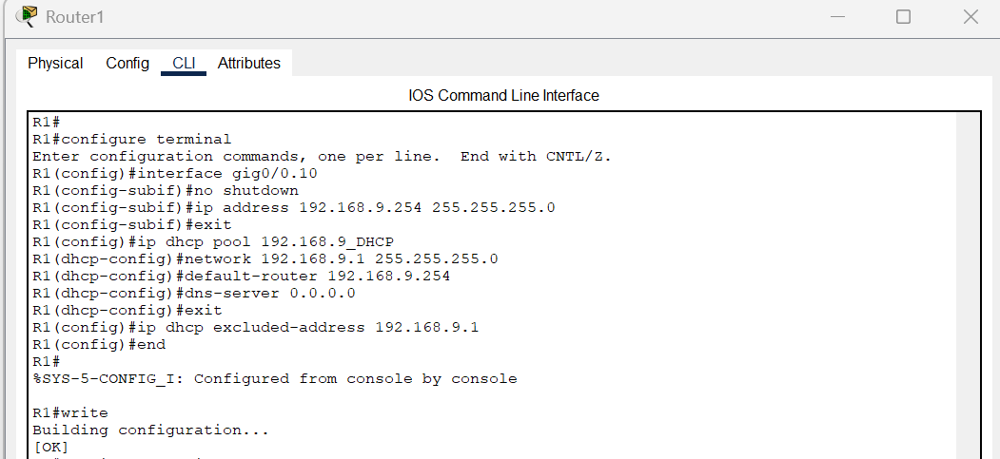 Router1
Physical Config CLI Attributes
IOS Command Line Interface
R1#
R1#configure terminal
Enter configuration commands, one per line.  End with CNTL/Z.
R1(config)#interface gig0/0.10
R1(config-subif)#no shutdown
R1(config-subif)#ip address 192.168.9.254 255.255.255.0
R1(config-subif)#exit
R1(config)#ip dhcp pool 192.168.9_DHCP
R1(dhcp-config)#network 192.168.9.1 255.255.255.0
R1(dhcp-config)#default-router 192.168.9.254
R1(dhcp-config)#dns-server 0.0.0.0
R1(dhcp-config)#exit
R1(config)#ip dhcp excluded-address 192.168.9.1
R1(config)#end
R1#
%SYS-5-CONFIG_I: Configured from console by console
R1#write
Building configuration...
[OK]